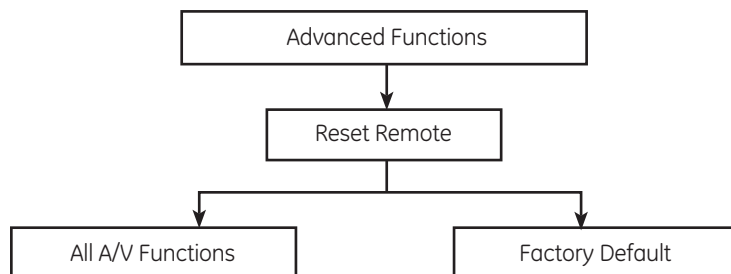 Advanced Functions
Reset Remote
All A/V Functions
Factory Default